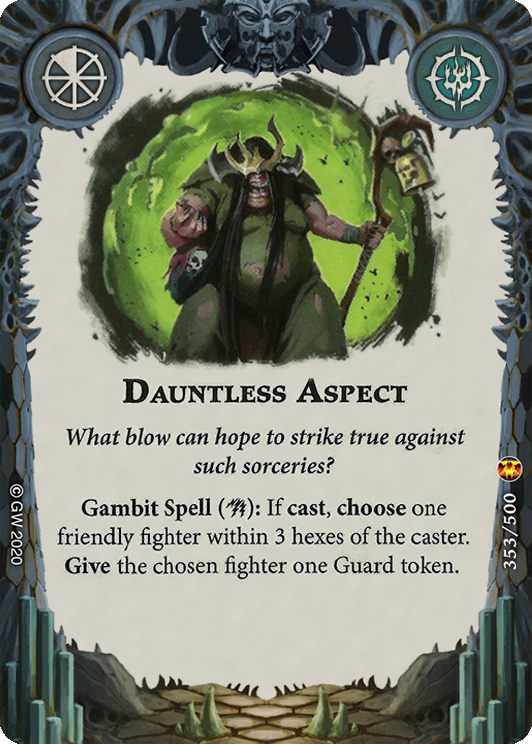 Dauntless Aspect
What blow can hope to strike true against
such sorceries?
Gambit Spell (): If cast, choose one
friendly fighter within 3 hexes of the caster.
Give the chosen fighter one Guard token.
© GW 2020
353/500